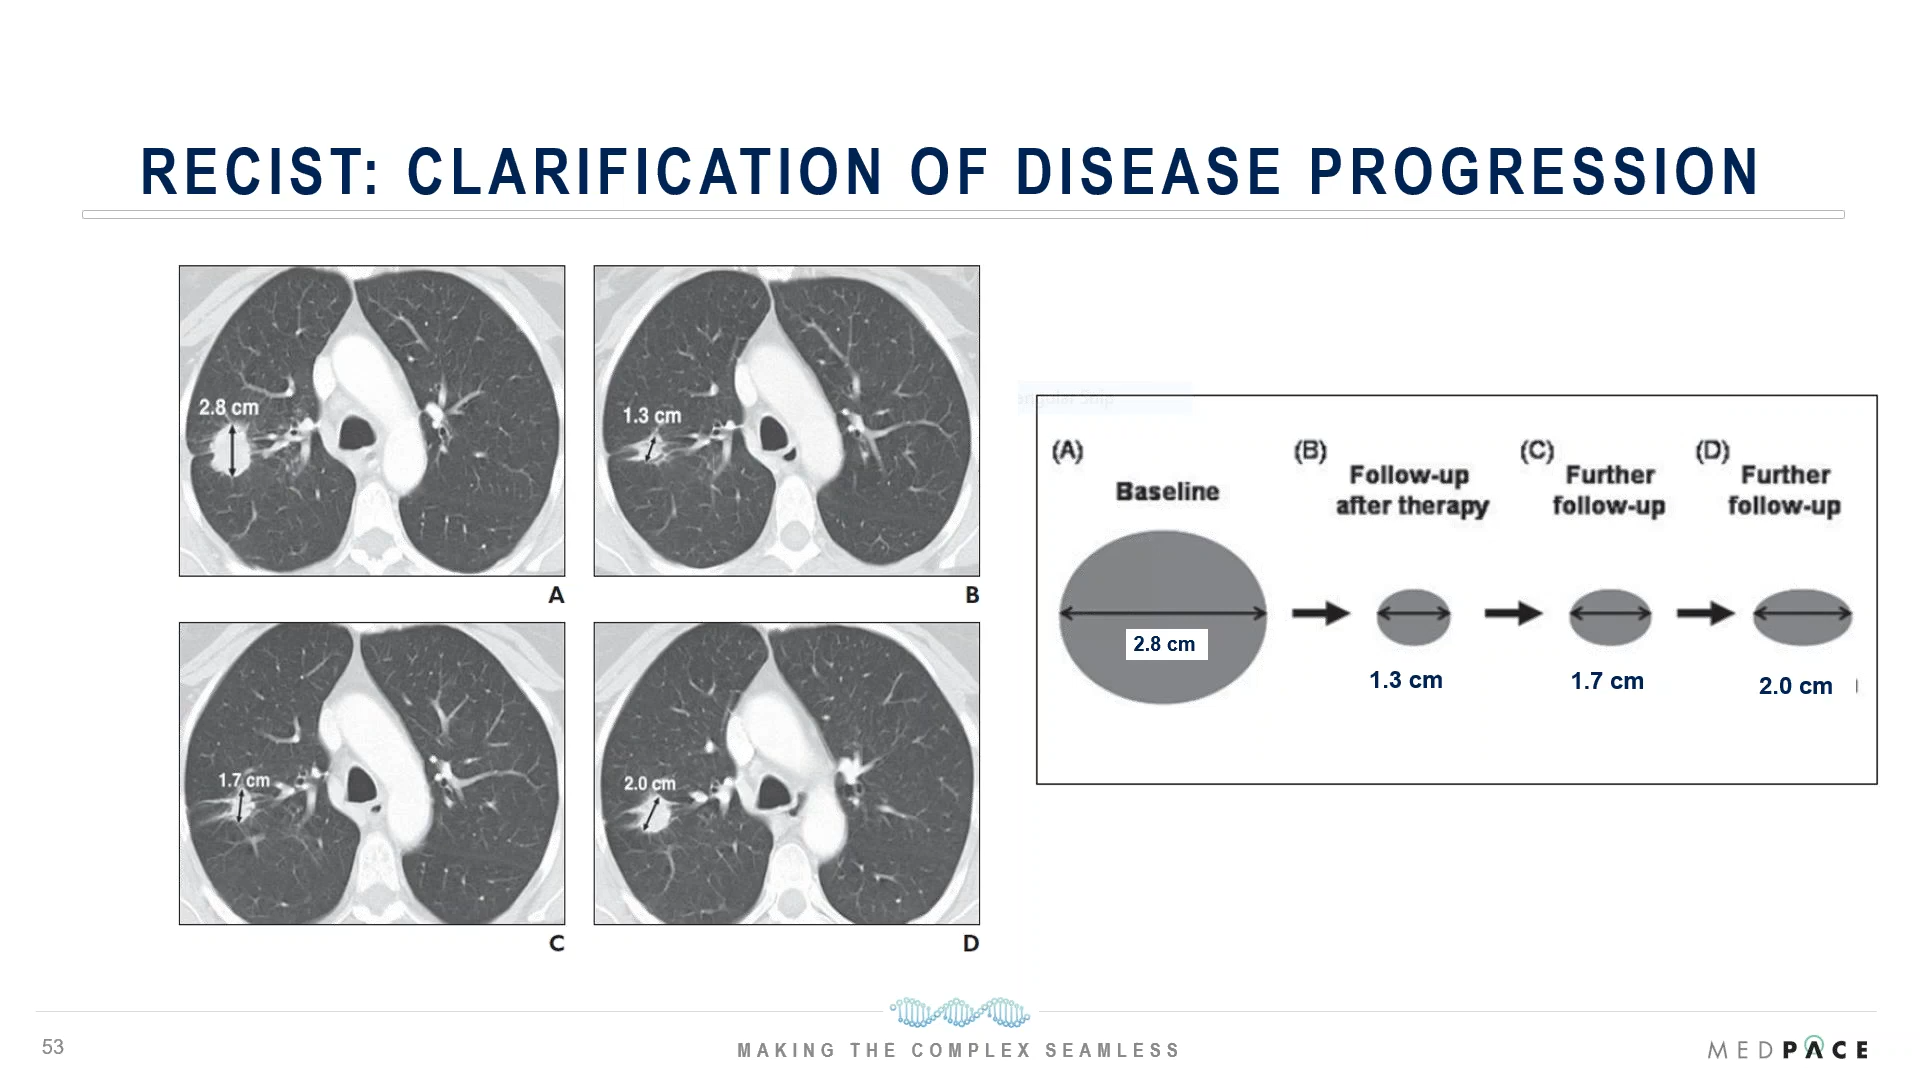 RECIST: CLARIFICATION OF DISEASE PROGRESSION
2.8 cm
A
1.3 cm
B
1.7 cm
C
2.0 cm
D
(A)
Baseline
2.8 cm
(B)
Follow-up
after therapy
1.3 cm
(C)
Further
follow-up
1.7 cm
(D)
Further
follow-up
2.0 cm
53
MAKING THE COMPLEX SEAMLESS
MEDPACE